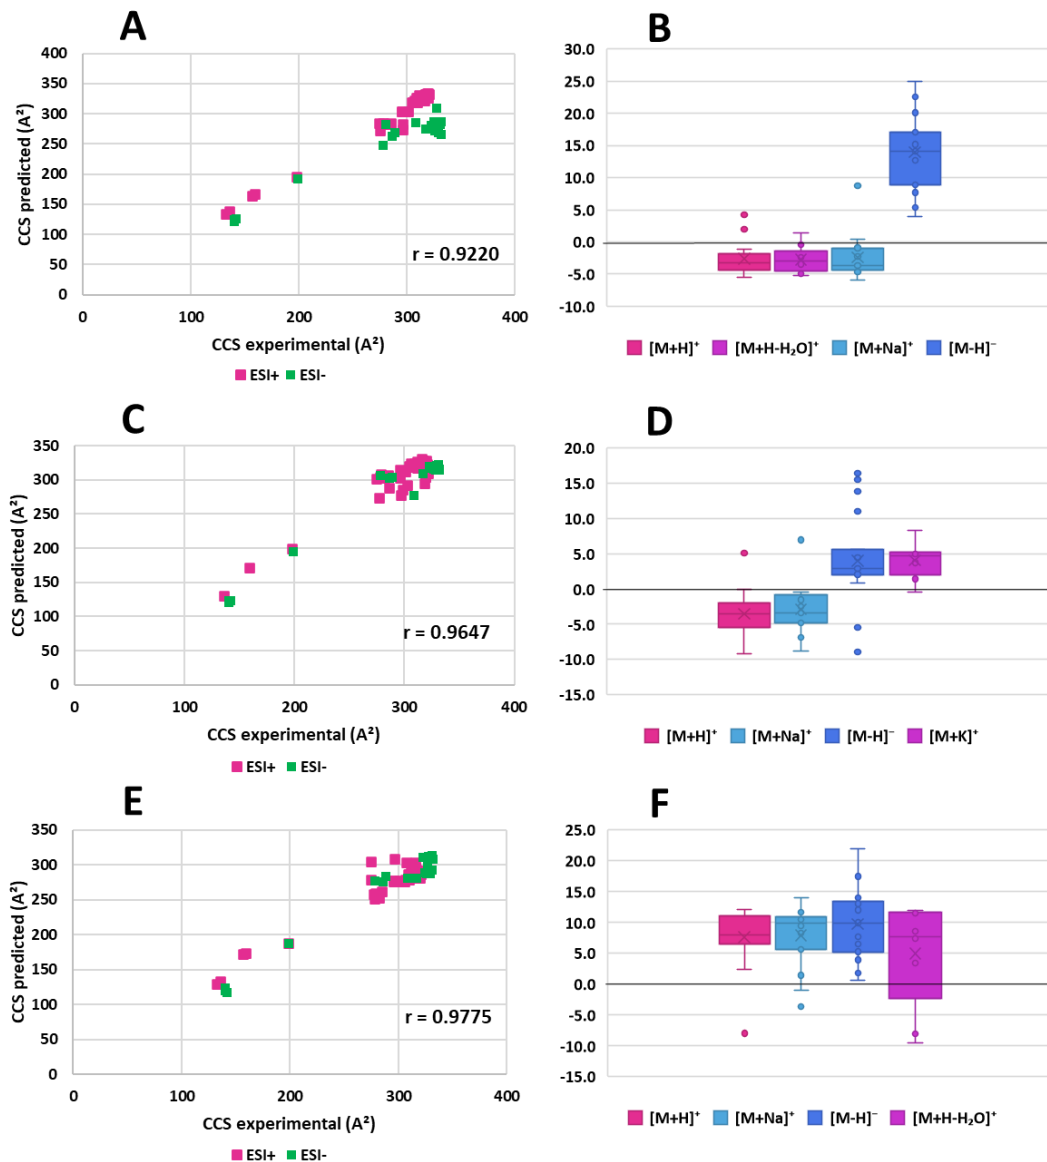 A
400
350
300
250
200
150
100
50
0
0 100 200 300 400
CCS predicted (A²)
r = 0.9220
CCS experimental (A²)
ESI+ ESI-
B
30.0
25.0
20.0
15.0
10.0
5.0
0.0
-5.0
-10.0
[M+H]⁺ [M+H-H₂O]⁺ [M+Na]⁺ [M-H]⁻
C
350
300
250
200
150
100
50
0
0 100 200 300 400
CCS predicted (A²)
r = 0.9647
CCS experimental (A²)
ESI+ ESI-
D
20.0
15.0
10.0
5.0
0.0
-5.0
-10.0
-15.0
[M+H]⁺ [M+Na]⁺ [M-H]⁻ [M+K]⁺
E
350
300
250
200
150
100
50
0
0 100 200 300 400
CCS predicted (A²)
r = 0.9775
CCS experimental (A²)
ESI+ ESI-
F
25.0
20.0
15.0
10.0
5.0
0.0
-5.0
-10.0
-15.0
[M+H]⁺ [M+Na]⁺ [M-H]⁻ [M+H-H₂O]⁺